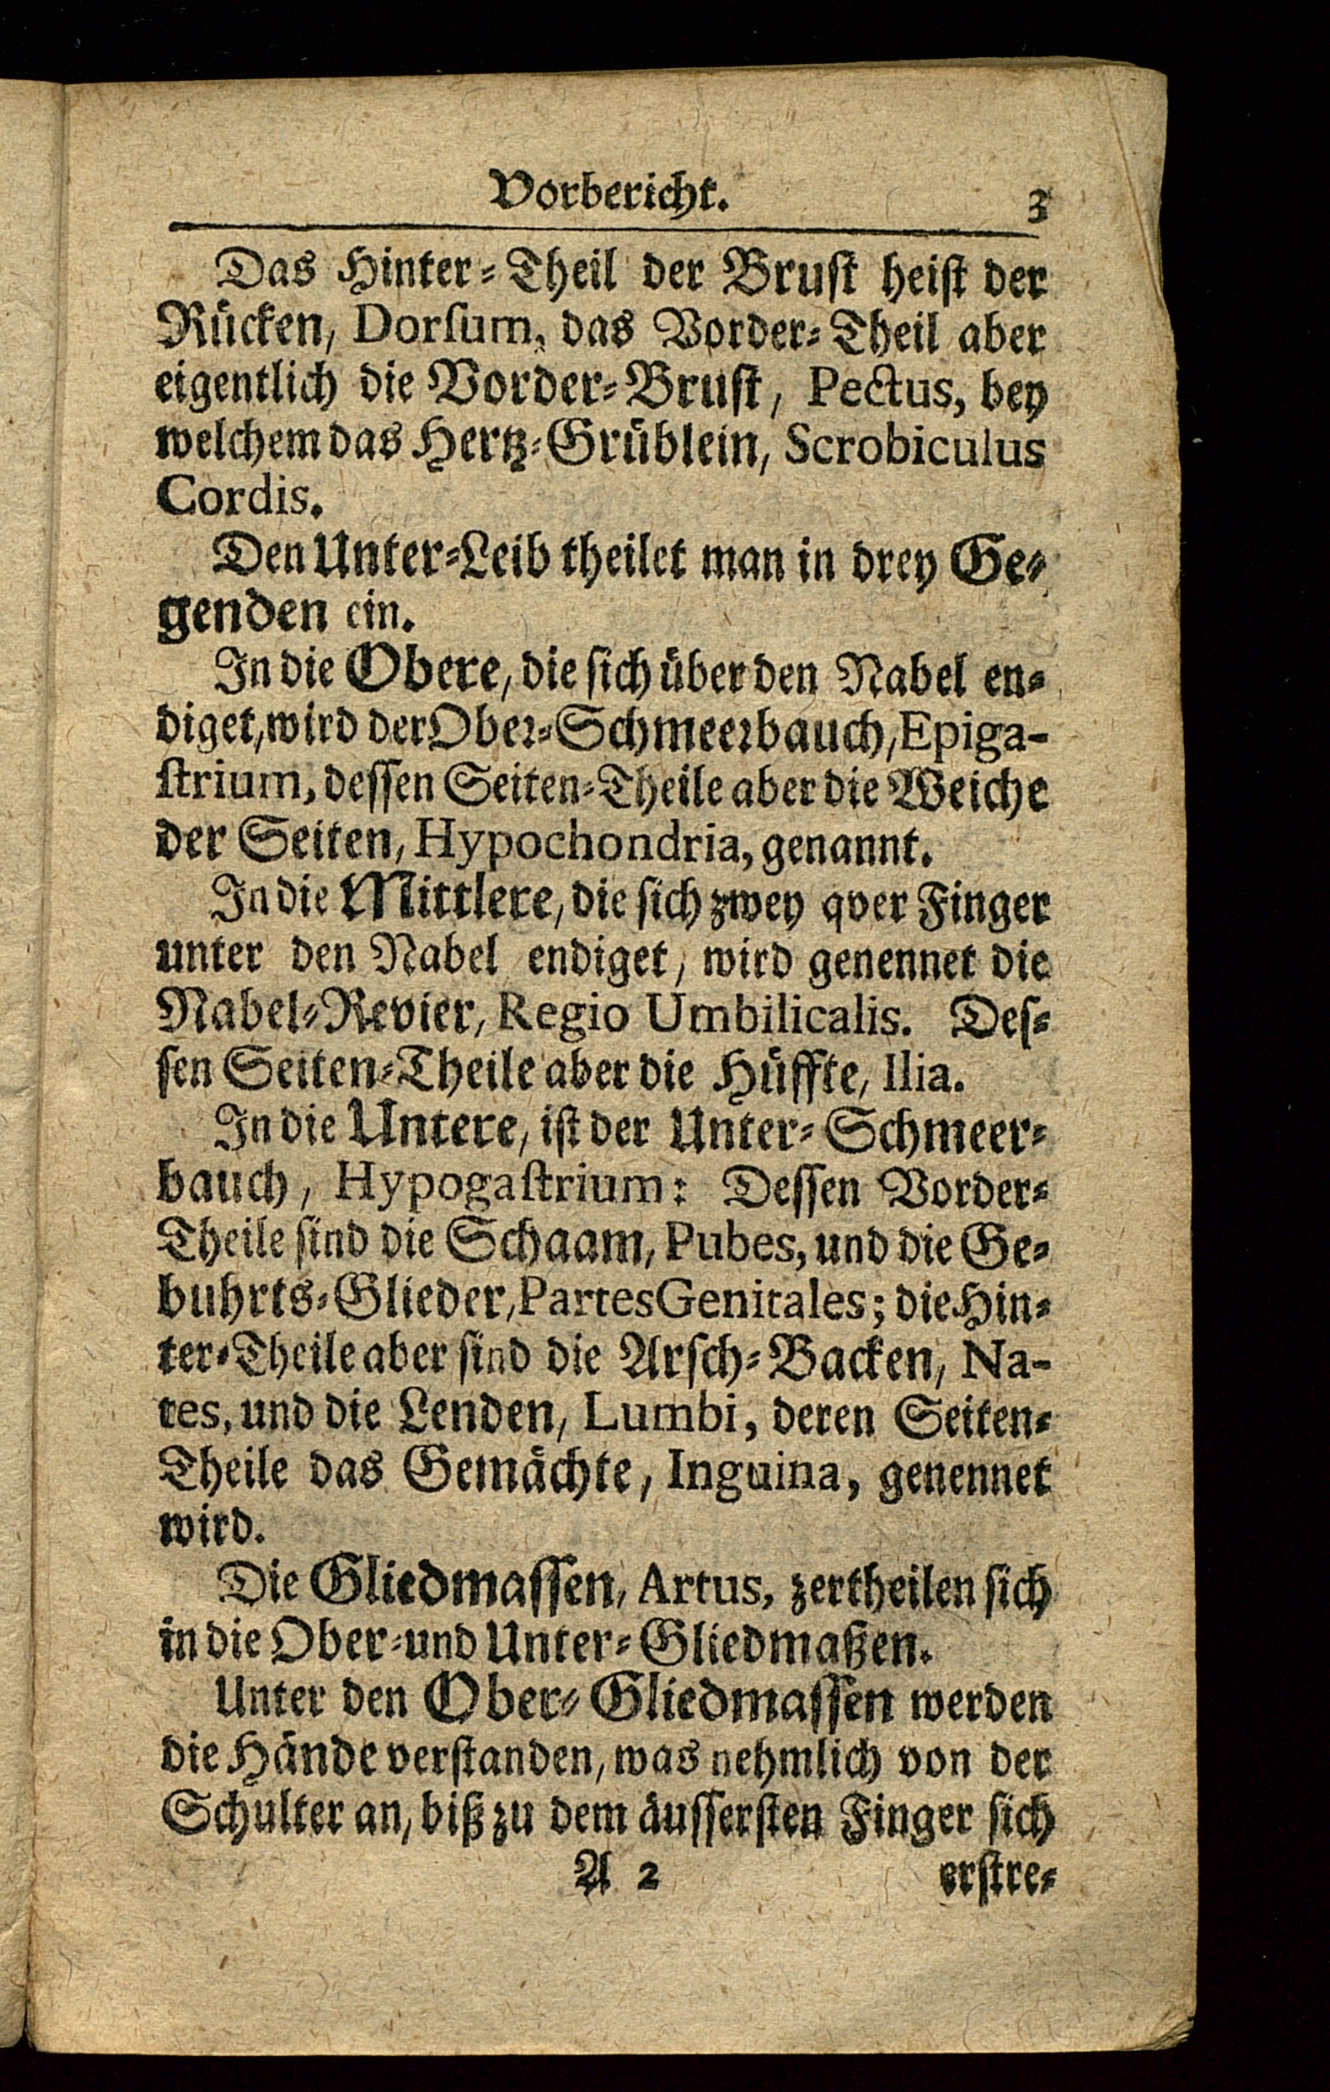 Vorbericht. 3
Das Hinter-Theil der Brust heist der
Rücken, Dorsum, das Vorder-Theil aber
eigentlich die Vorder-Brust, Pectus, bey
welchem das Hertz-Grüblein, Scrobiculus
Cordis.
Den Unter-Leib theilet man in drey Ge-
genden ein.
In die Obere, die sich über den Nabel en-
diget, wird der Ober-Schmeerbauch, Epiga-
strium, dessen Seiten-Theile aber die Weiche
der Seiten, Hypochondria, genannt.
In die Mittlere, die sich zwey qver Finger
unter den Nabel endiget, wird genennet die
Nabel-Revier, Regio Umbilicalis. Des-
sen Seiten-Theile aber die Hüffte, Ilia.
In die Untere, ist der Unter-Schmeer-
bauch, Hypogastrium: Dessen Vorder-
Theile sind die Schaam, Pubes, und die Ge-
buhrts-Glieder, Partes Genitales; die Hin-
ter-Theile aber sind die Arsch-Backen, Na-
tes, und die Lenden, Lumbi, deren Seiten-
Theile das Gemächte, Inguina, genennet
wird.
Die Gliedmassen, Artus, zertheilen sich
in die Ober-und Unter-Gliedmaßen.
Unter den Ober-Gliedmassen werden
die Hände verstanden, was nehmlich von der
Schulter an, biß zu dem äussersten Finger sich
A 2 erstre-